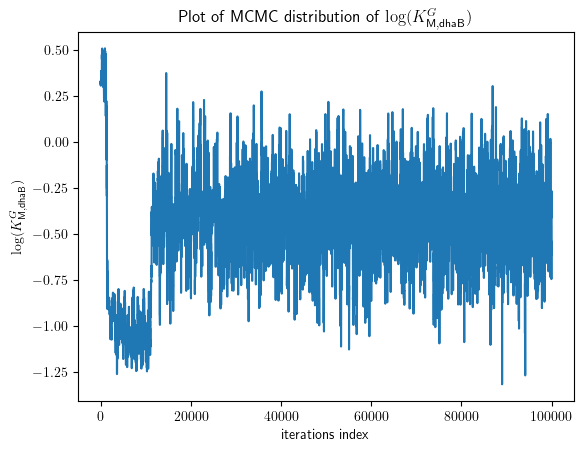 Plot of MCMC distribution of log(K^G_M,dhaB)
log(K^G_M,dhaB)
0.50
0.25
0.00
−0.25
−0.50
−0.75
−1.00
−1.25
0 20000 40000 60000 80000 100000
iterations index